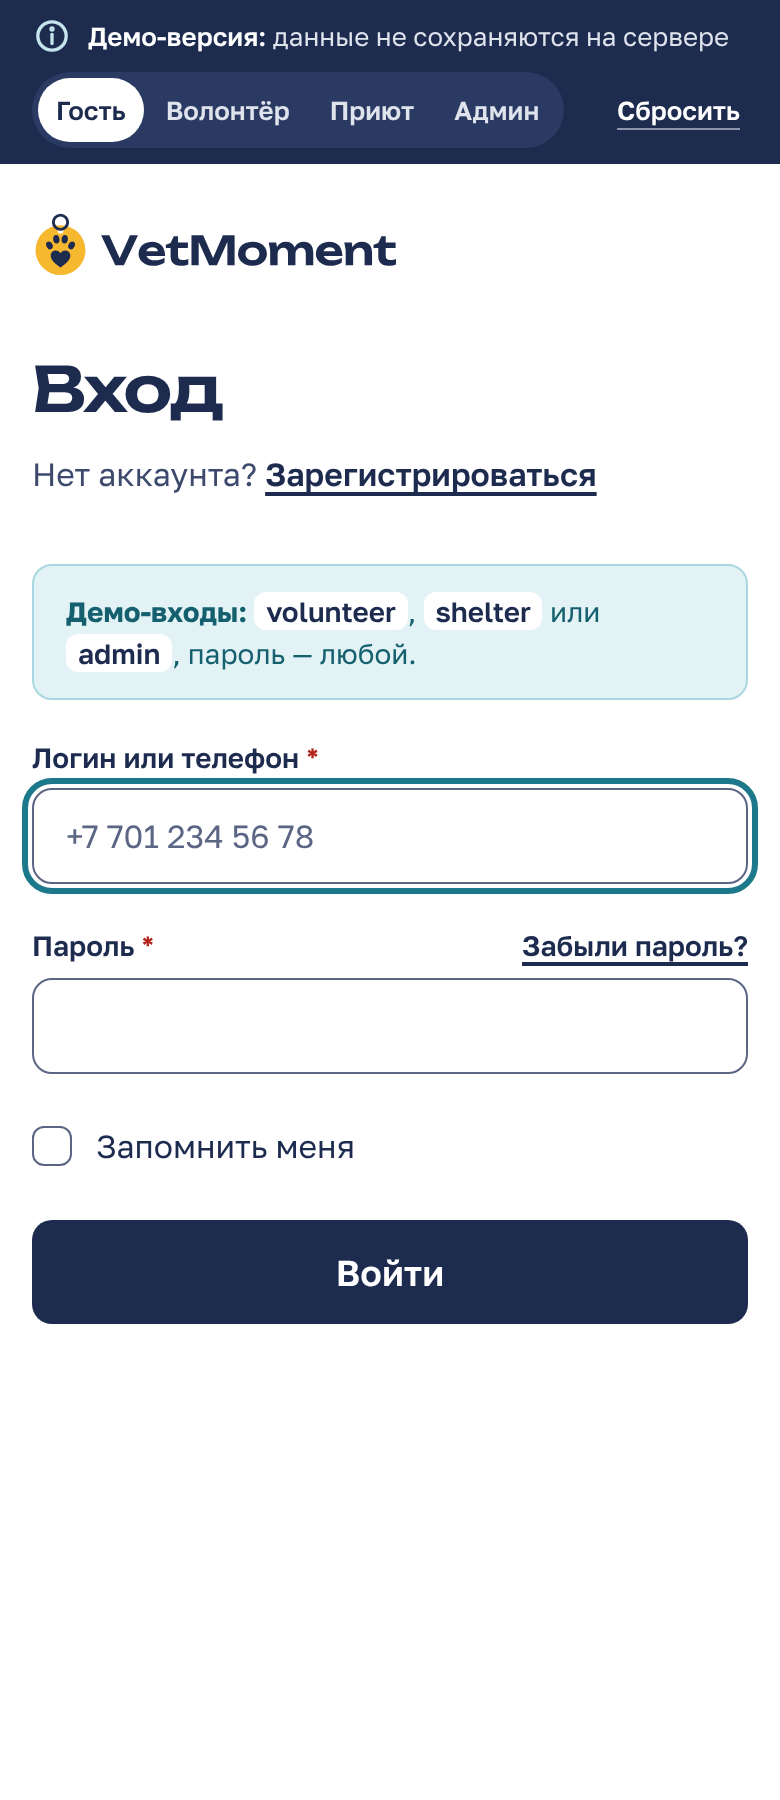 Демо-версия: данные не сохраняются на сервере
Гость Волонтёр Приют Админ Сбросить
VetMoment
Вход
Нет аккаунта? Зарегистрироваться
Демо-входы: volunteer, shelter или
admin, пароль — любой.
Логин или телефон *
+7 701 234 56 78
Пароль * Забыли пароль?
Запомнить меня
Войти